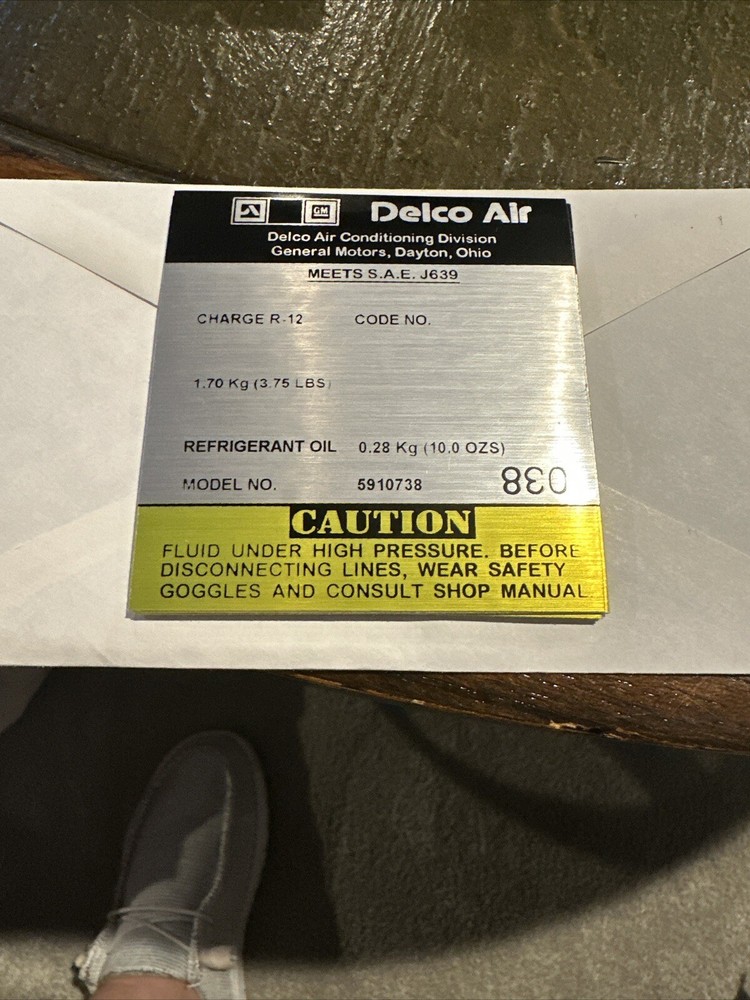 GM Delco Air
Delco Air Conditioning Division
General Motors, Dayton, Ohio
MEETS S.A.E. J639
CHARGE R-12 CODE NO.
1.70 Kg (3.75 LBS)
REFRIGERANT OIL 0.28 Kg (10.0 OZS)
MODEL NO. 5910738 038
CAUTION
FLUID UNDER HIGH PRESSURE. BEFORE
DISCONNECTING LINES, WEAR SAFETY
GOGGLES AND CONSULT SHOP MANUAL.